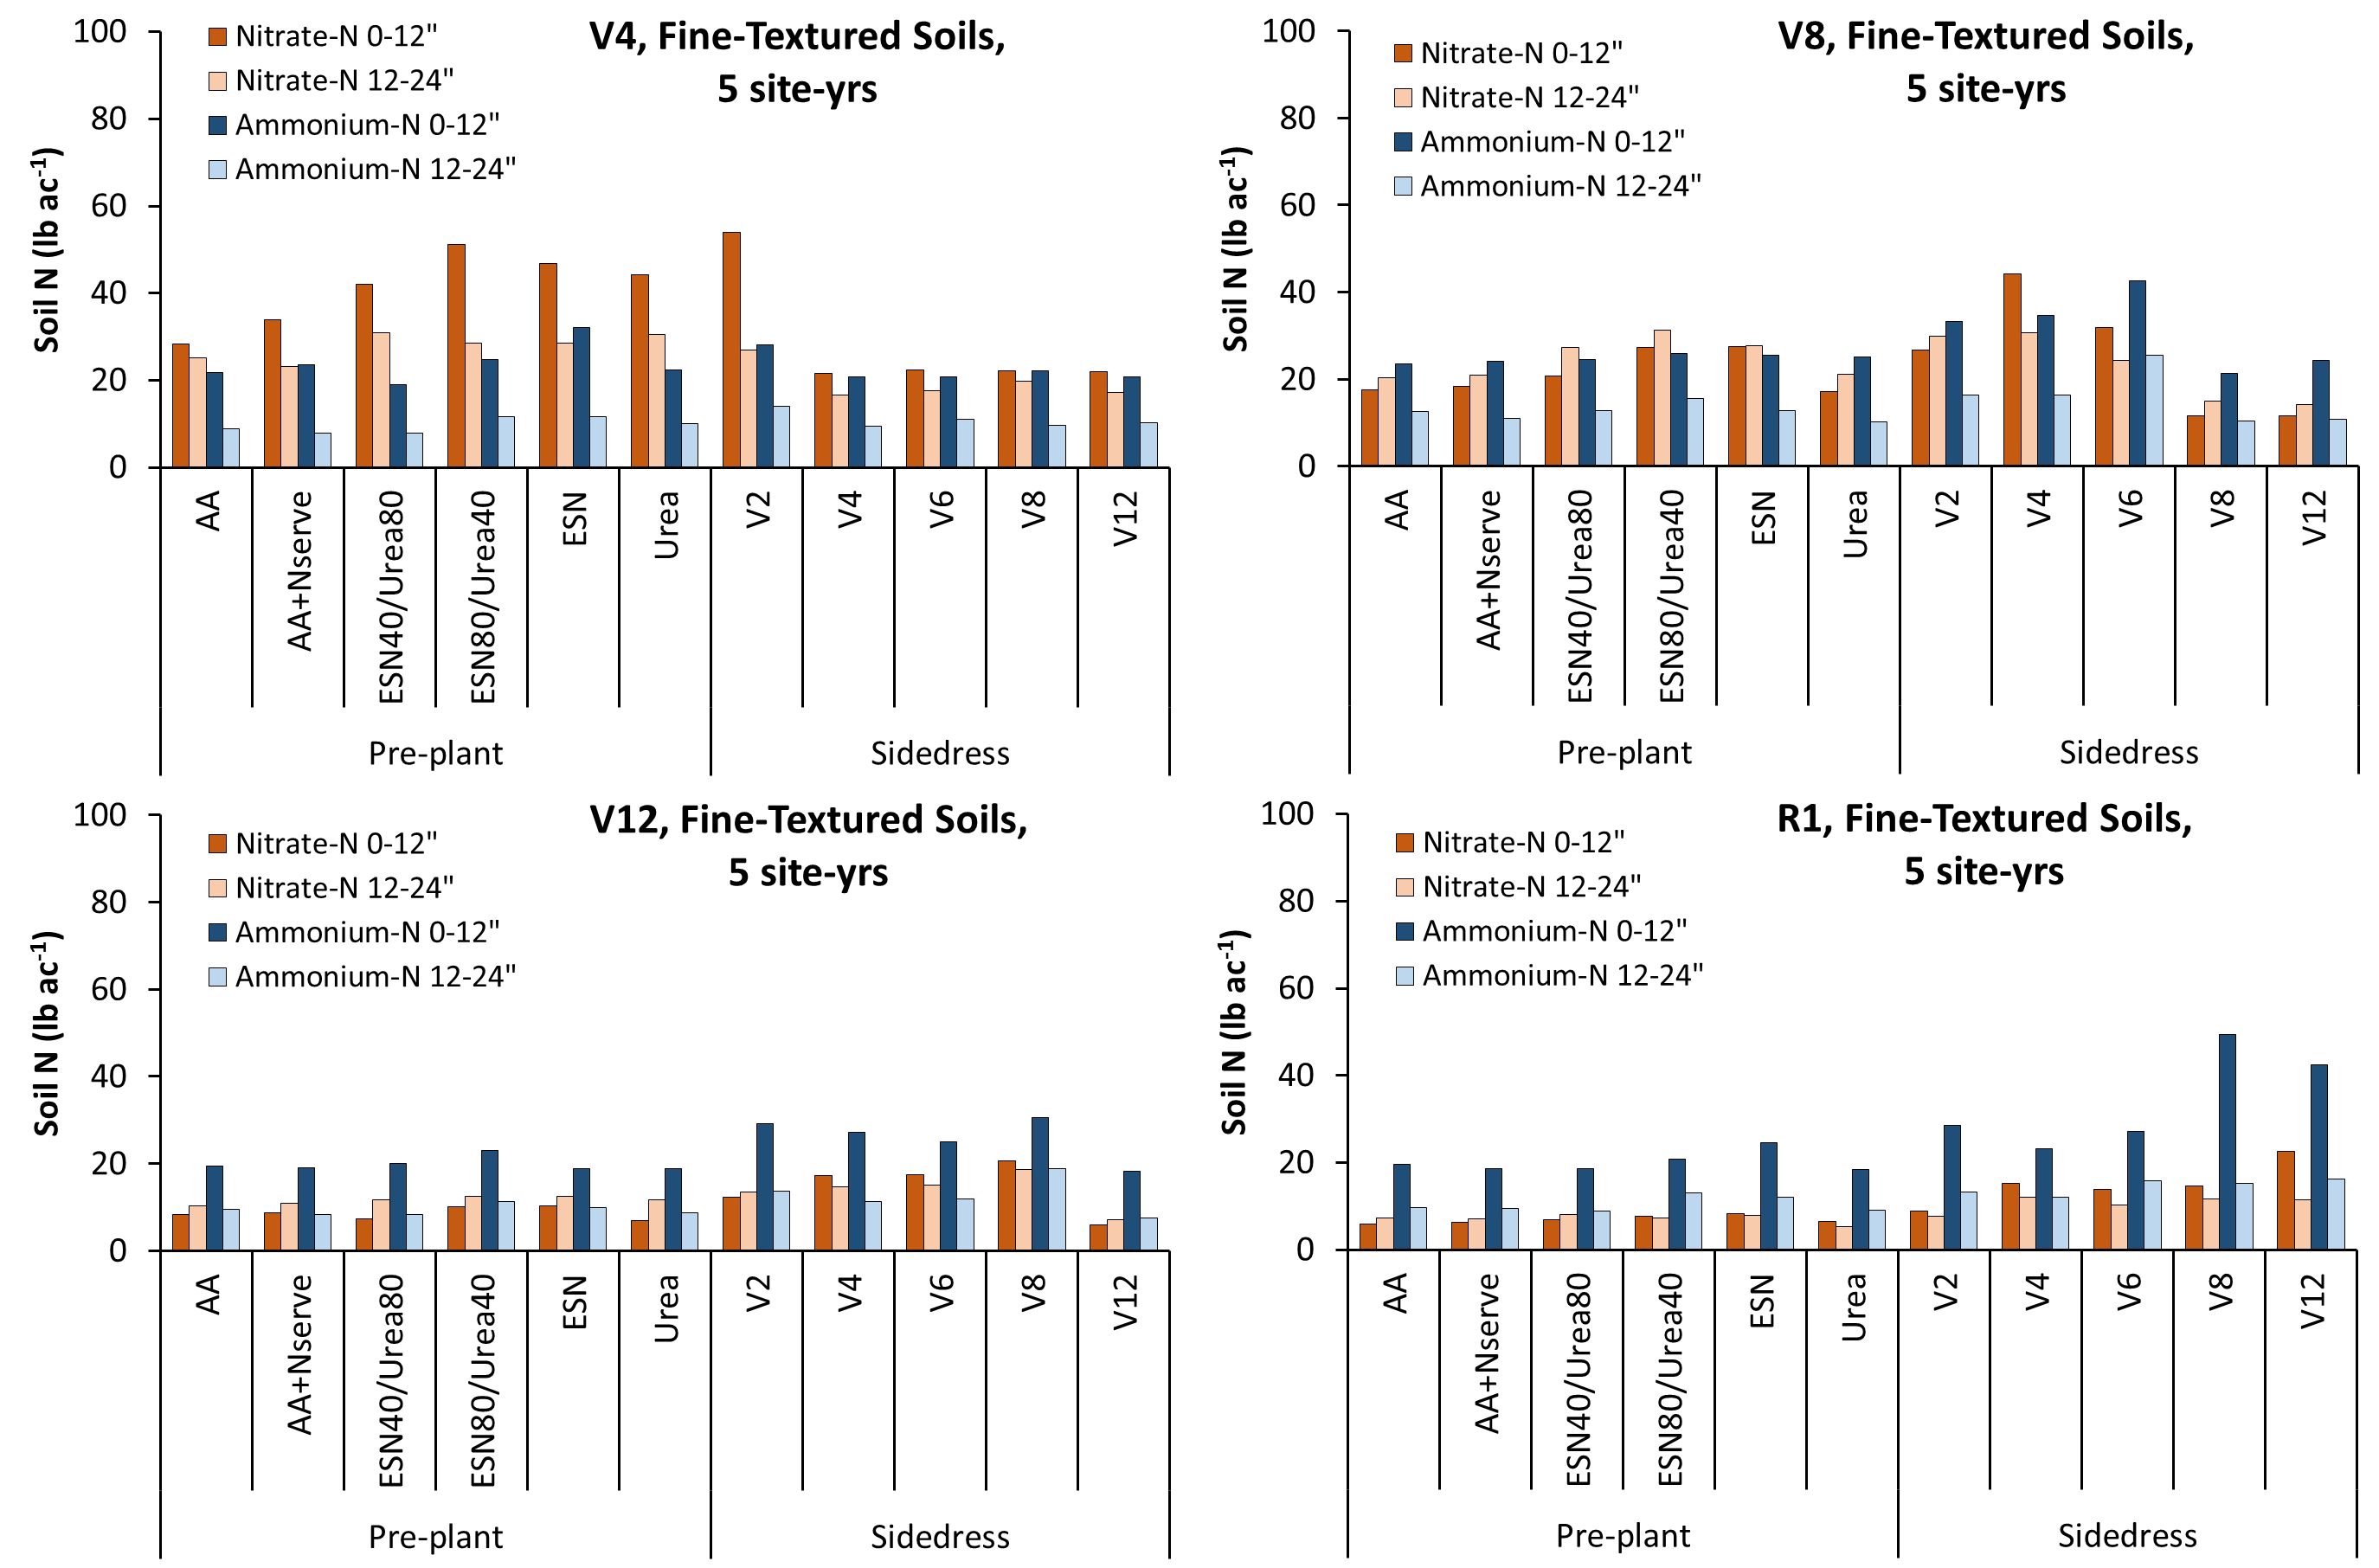 V4, Fine-Textured Soils,
5 site-yrs
Nitrate-N 0-12"
Nitrate-N 12-24"
Ammonium-N 0-12"
Ammonium-N 12-24"
Soil N (lb ac-1)
100
80
60
40
20
0
AA
AA+Nserve
ESN40/Urea80
ESN80/Urea40
ESN
Urea
V2
V4
V6
V8
V12
Pre-plant
Sidedress
V8, Fine-Textured Soils,
5 site-yrs
Nitrate-N 0-12"
Nitrate-N 12-24"
Ammonium-N 0-12"
Ammonium-N 12-24"
Soil N (lb ac-1)
100
80
60
40
20
0
AA
AA+Nserve
ESN40/Urea80
ESN80/Urea40
ESN
Urea
V2
V4
V6
V8
V12
Pre-plant
Sidedress
V12, Fine-Textured Soils,
5 site-yrs
Nitrate-N 0-12"
Nitrate-N 12-24"
Ammonium-N 0-12"
Ammonium-N 12-24"
Soil N (lb ac-1)
100
80
60
40
20
0
AA
AA+Nserve
ESN40/Urea80
ESN80/Urea40
ESN
Urea
V2
V4
V6
V8
V12
Pre-plant
Sidedress
R1, Fine-Textured Soils,
5 site-yrs
Nitrate-N 0-12"
Nitrate-N 12-24"
Ammonium-N 0-12"
Ammonium-N 12-24"
Soil N (lb ac-1)
100
80
60
40
20
0
AA
AA+Nserve
ESN40/Urea80
ESN80/Urea40
ESN
Urea
V2
V4
V6
V8
V12
Pre-plant
Sidedress